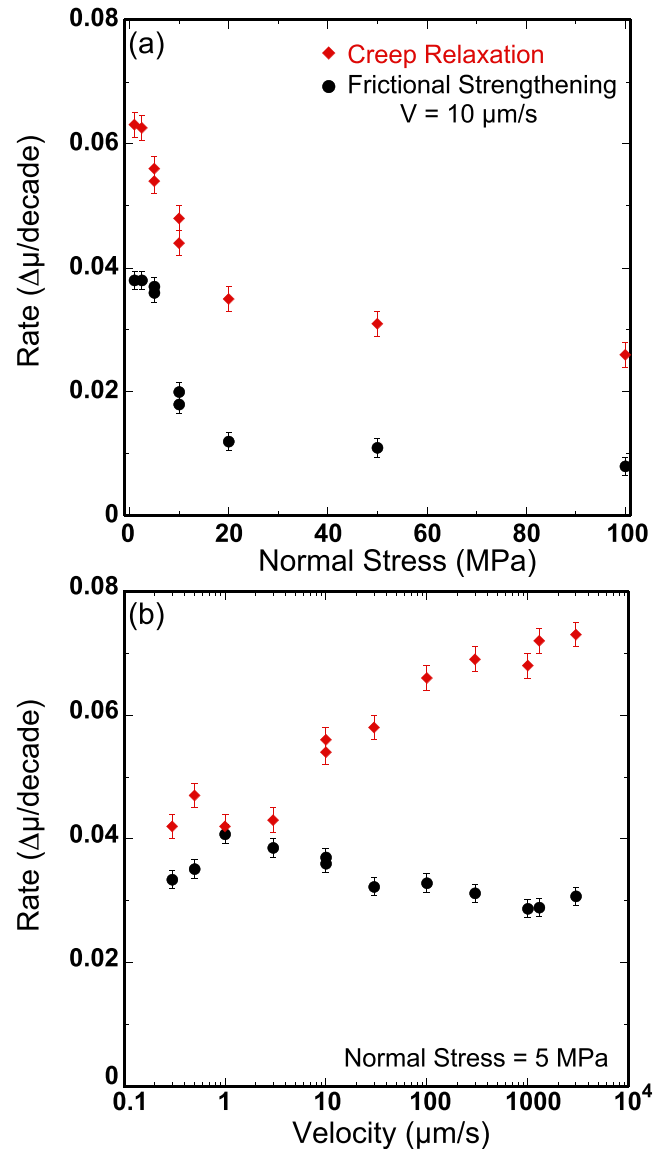 0.08
(a)
Creep Relaxation
Frictional Strengthening
V = 10 µm/s
0.06
0.04
0.02
0
Rate (Δµ/decade)
0 20 40 60 80 100
Normal Stress (MPa)
0.08
(b)
0.06
0.04
0.02
0
Rate (Δµ/decade)
Normal Stress = 5 MPa
0.1 1 10 100 1000 10⁴
Velocity (µm/s)